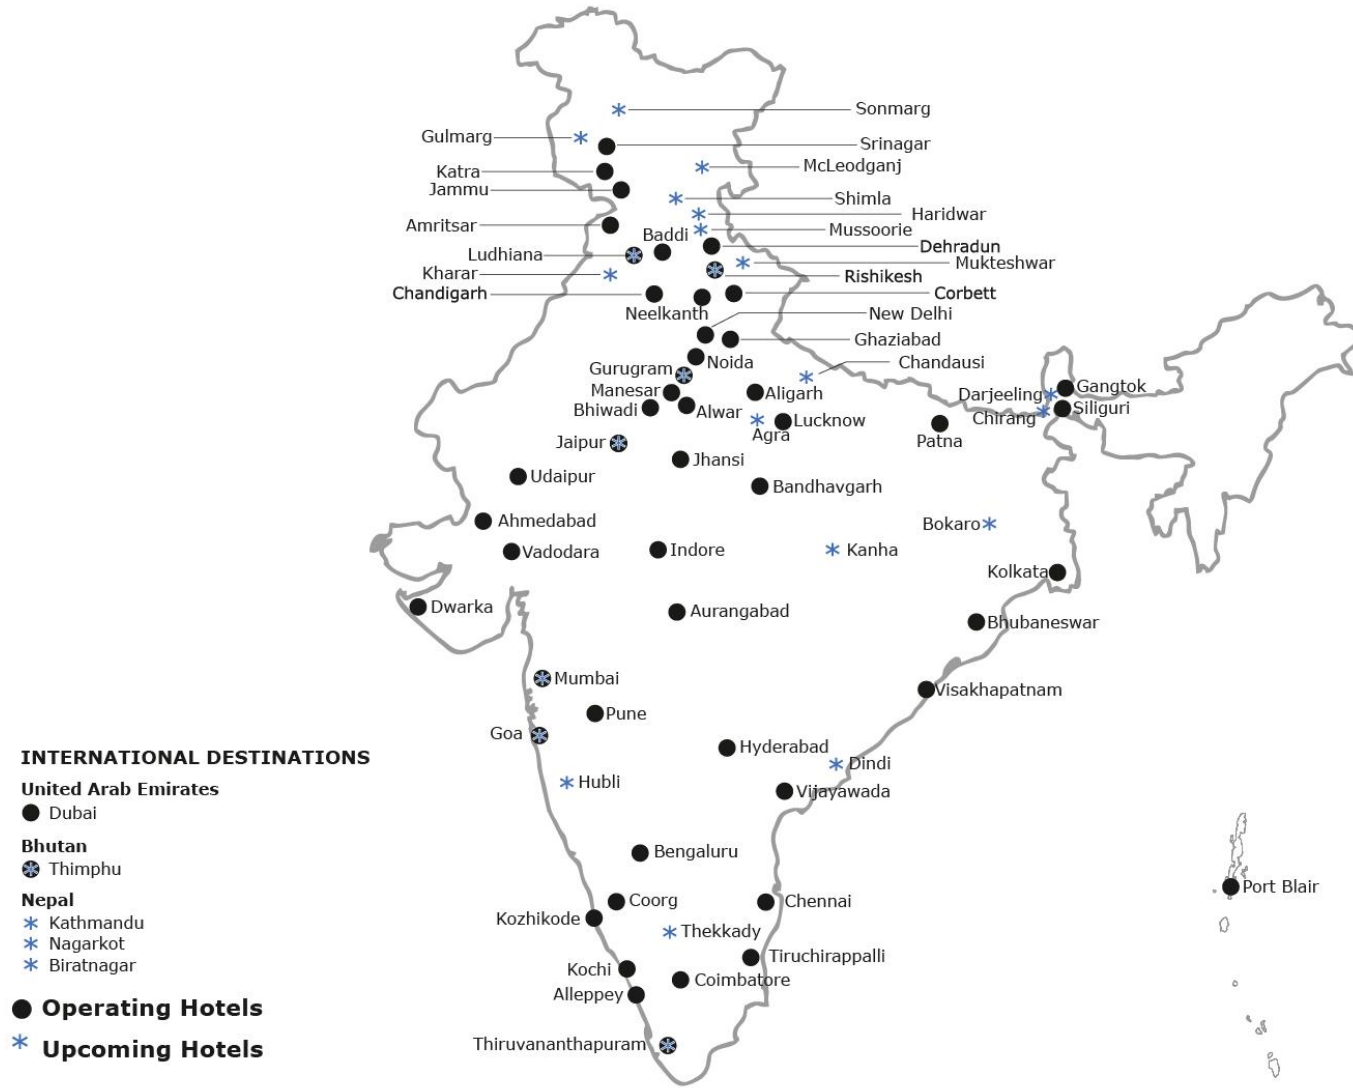 Sonmarg
Gulmarg
Srinagar
McLeodganj
Katra
Jammu
Shimla
Haridwar
Amritsar
Mussoorie
Baddi
Dehradun
Ludhiana
Mukteshwar
Kharar
Rishikesh
Chandigarh
Corbett
Neelkanth
New Delhi
Ghaziabad
Noida
Chandausi
Gurugram
Manesar
Aligarh
Darjeeling
Gangtok
Bhiwadi
Alwar
Siliguri
Chirang
Lucknow
Agra
Patna
Jaipur
Jhansi
Udaipur
Bandhavgarh
Ahmedabad
Bokaro
Vadodara
Indore
Kanha
Kolkata
Dwarka
Aurangabad
Bhubaneswar
Mumbai
Visakhapatnam
Pune
Goa
Hyderabad
Dindi
Hubli
Vijayawada
Bengaluru
Port Blair
Coorg
Chennai
Kozhikode
Thekkady
Tiruchirappalli
Kochi
Coimbatore
Alleppey
Thiruvananthapuram
INTERNATIONAL DESTINATIONS
United Arab Emirates
Dubai
Bhutan
Thimphu
Nepal
Kathmandu
Nagarkot
Biratnagar
Operating Hotels
Upcoming Hotels